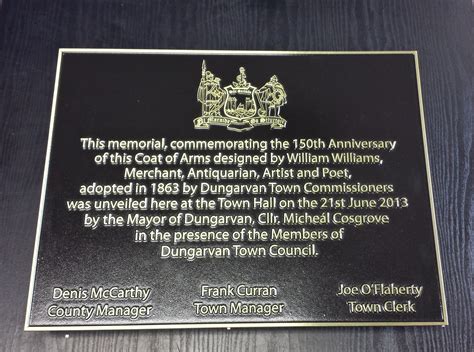 This memorial, commemorating the 150th Anniversary
of this Coat of Arms designed by William Williams,
Merchant, Antiquarian, Artist and Poet,
adopted in 1863 by Dungarvan Town Commissioners
was unveiled here at the Town Hall on the 21st June 2013
by the Mayor of Dungarvan, Cllr. Micheál Cosgrove
in the presence of the Members of
Dungarvan Town Council.
Denis McCarthy
County Manager
Frank Curran
Town Manager
Joe O'Flaherty
Town Clerk